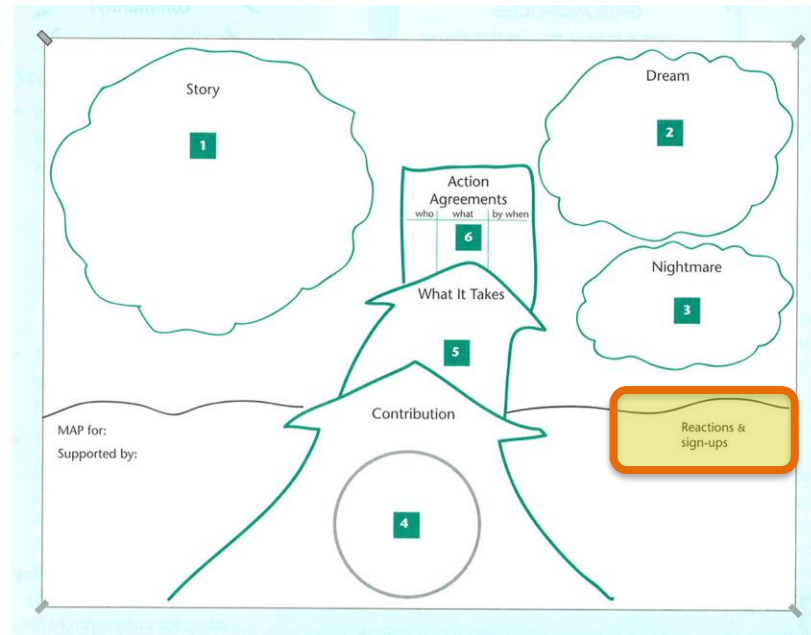 Story
1
Dream
2
Action
Agreements
who what by when
6
Nightmare
3
What It Takes
5
Contribution
4
MAP for:
Supported by:
Reactions &
sign-ups